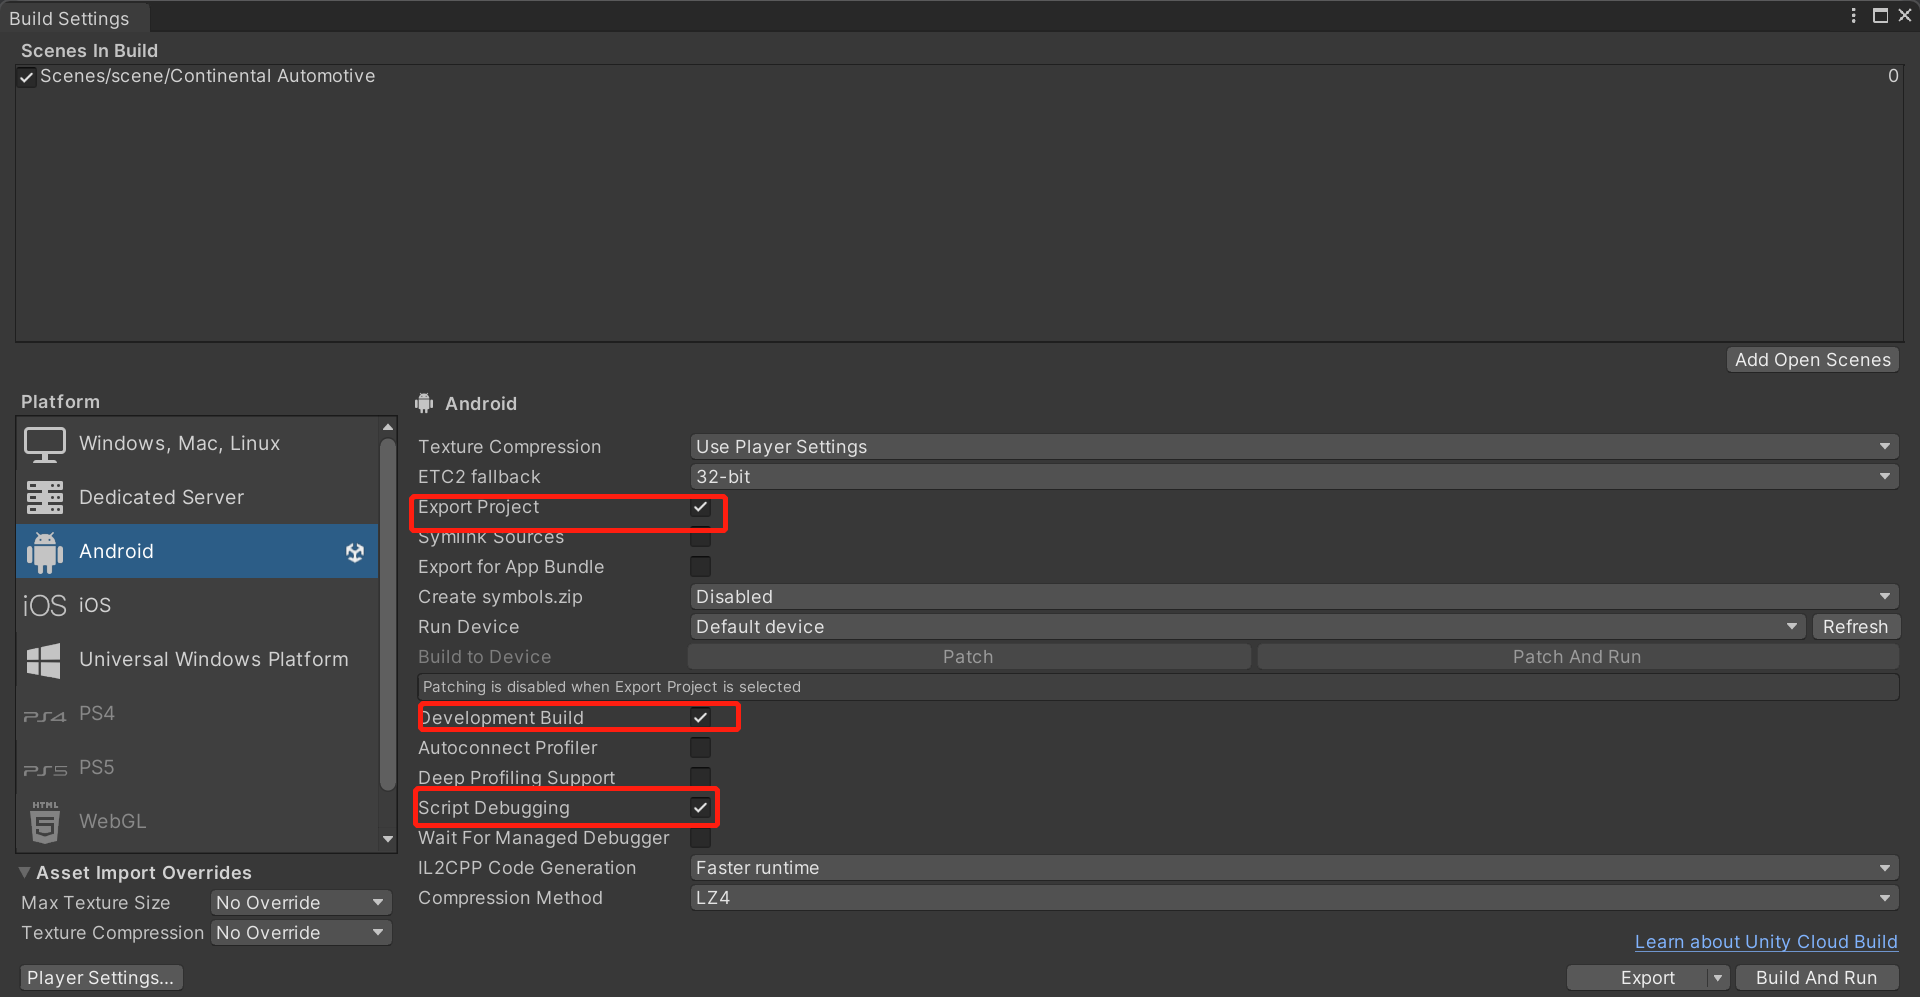 Build Settings
Scenes In Build
Scenes/scene/Continental Automotive 0
Add Open Scenes
Platform
Windows, Mac, Linux
Dedicated Server
Android
iOS iOS
Universal Windows Platform
PS4 PS4
PS5 PS5
HTML
5 WebGL
Asset Import Overrides
Max Texture Size No Override
Texture Compression No Override
Player Settings...
Android
Texture Compression Use Player Settings
ETC2 fallback 32-bit
Export Project
Symlink Sources
Export for App Bundle
Create symbols.zip Disabled
Run Device Default device Refresh
Build to Device Patch Patch And Run
Patching is disabled when Export Project is selected
Development Build
Autoconnect Profiler
Deep Profiling Support
Script Debugging
Wait For Managed Debugger
IL2CPP Code Generation Faster runtime
Compression Method LZ4
Learn about Unity Cloud Build
Export Build And Run